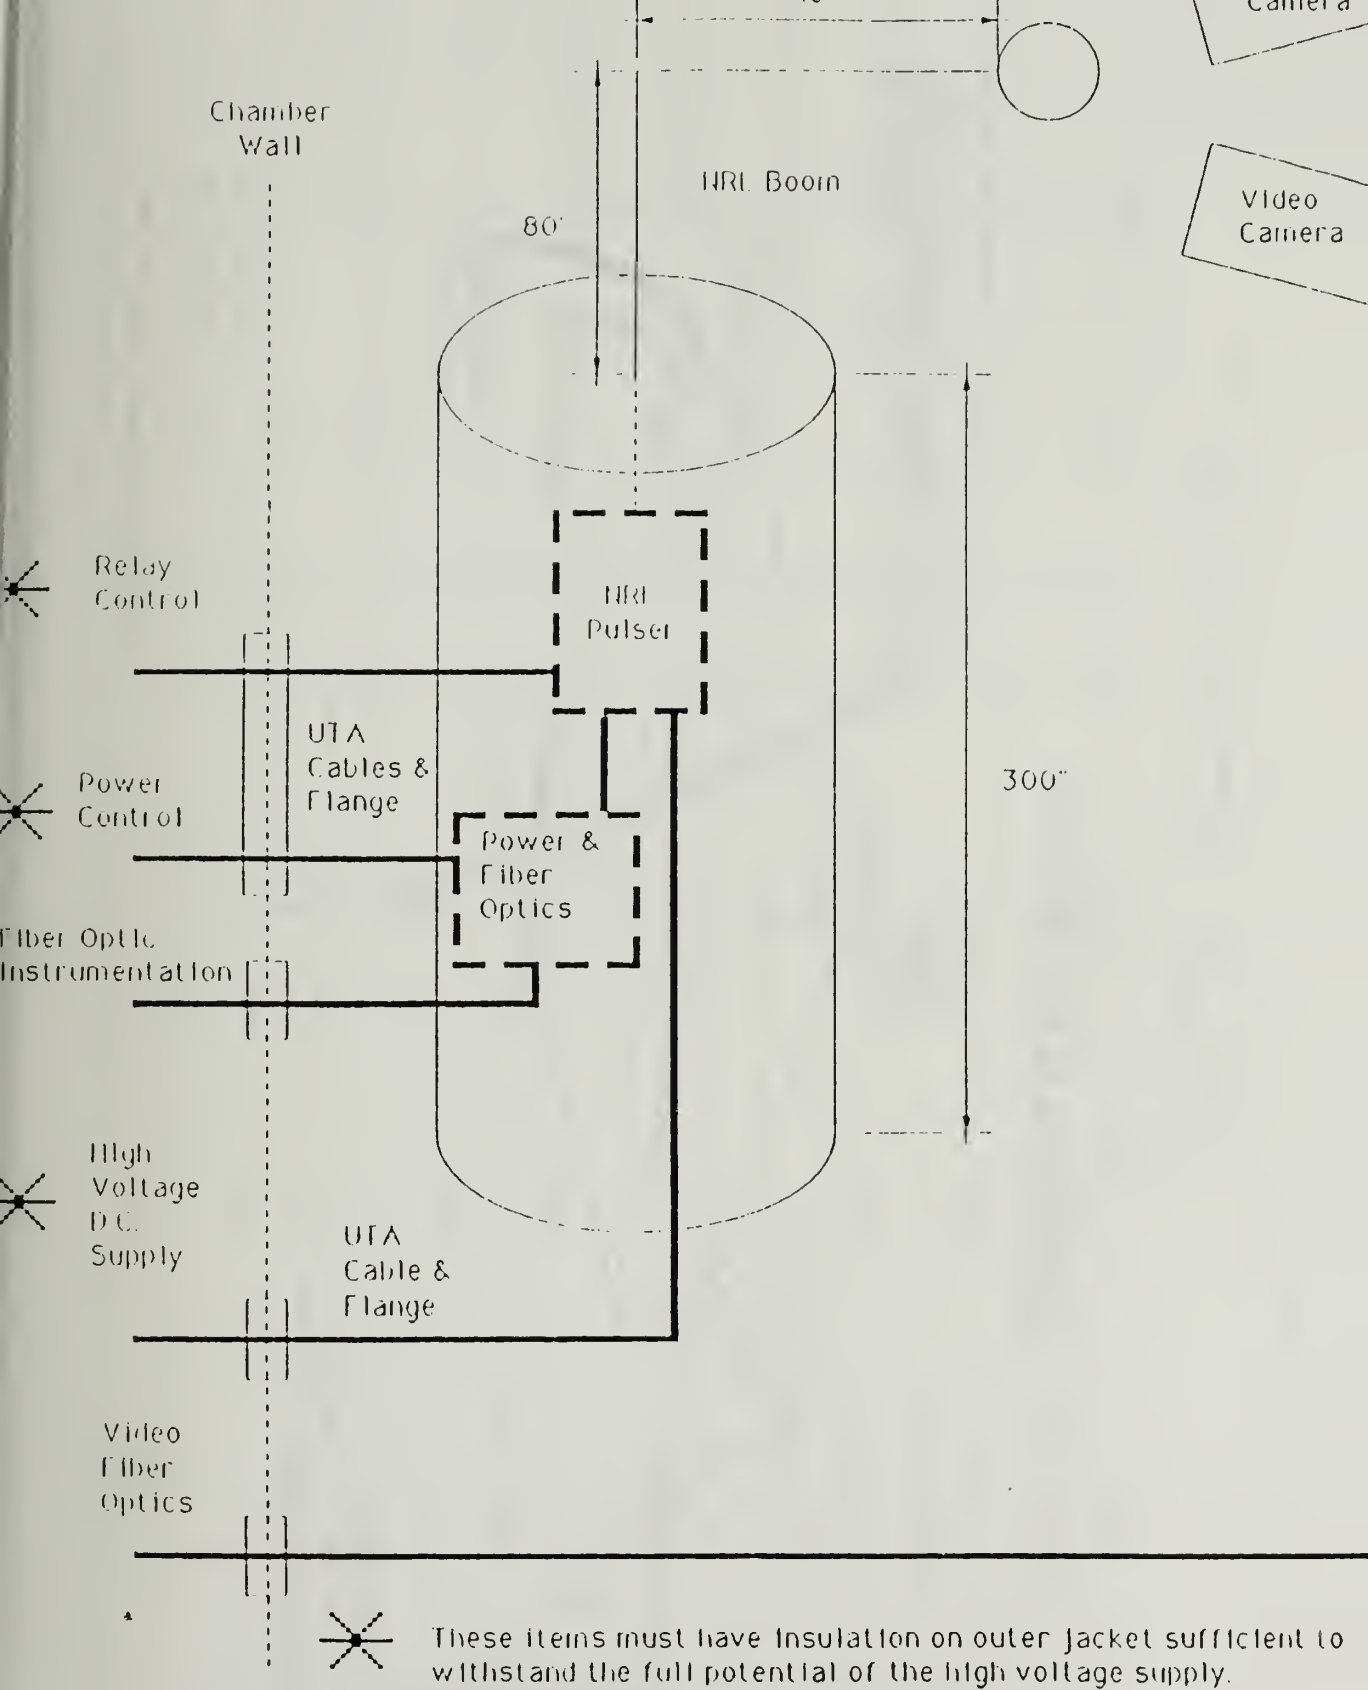 Camera
Chamber
Wall
NRL Boom
80"
Video
Camera
Relay
Control
NRL
Pulser
UTA
Cables &
Flange
Power
Control
300"
Power &
Fiber
Optics
Fiber Optic
Instrumentation
High
Voltage
D.C.
Supply
UTA
Cable &
Flange
Video
Fiber
Optics
These items must have insulation on outer jacket sufficient to
withstand the full potential of the high voltage supply.